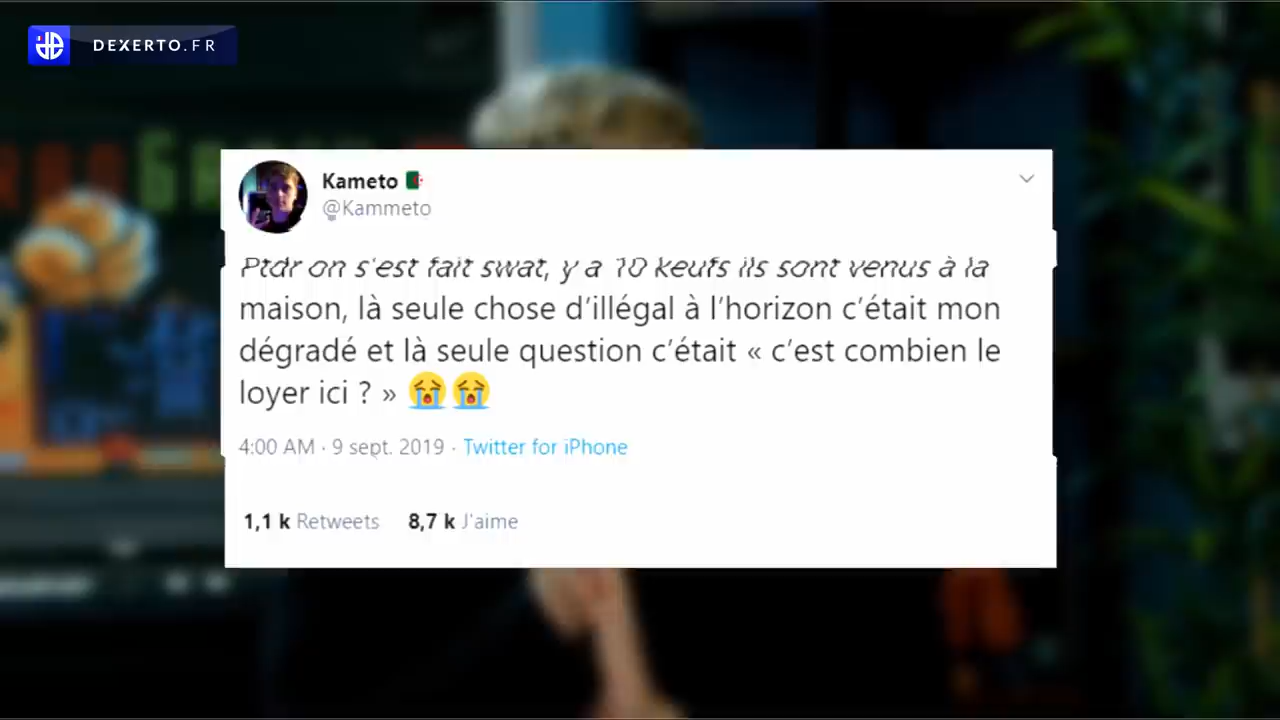 DEXERTO.FR
Kameto
@Kammeto
Ptdr on s'est fait swat, y a 10 keufs ils sont venus à la
maison, là seule chose d’illégal à l’horizon c’était mon
dégradé et là seule question c’était « c’est combien le
loyer ici ? » 😭😭
4:00 AM · 9 sept. 2019 · Twitter for iPhone
1,1 k Retweets 8,7 k J'aime